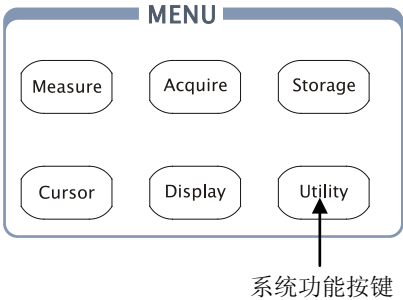 MENU
Measure Acquire Storage
Cursor Display Utility
系统功能按键